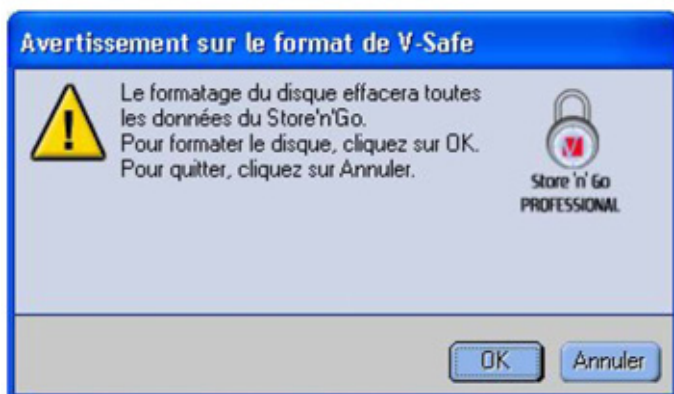 Avertissement sur le format de V-Safe
Le formatage du disque effacera toutes
les données du Store'n'Go.
Pour formater le disque, cliquez sur OK.
Pour quitter, cliquez sur Annuler.
Store 'n' Go
PROFESSIONAL
OK
Annuler